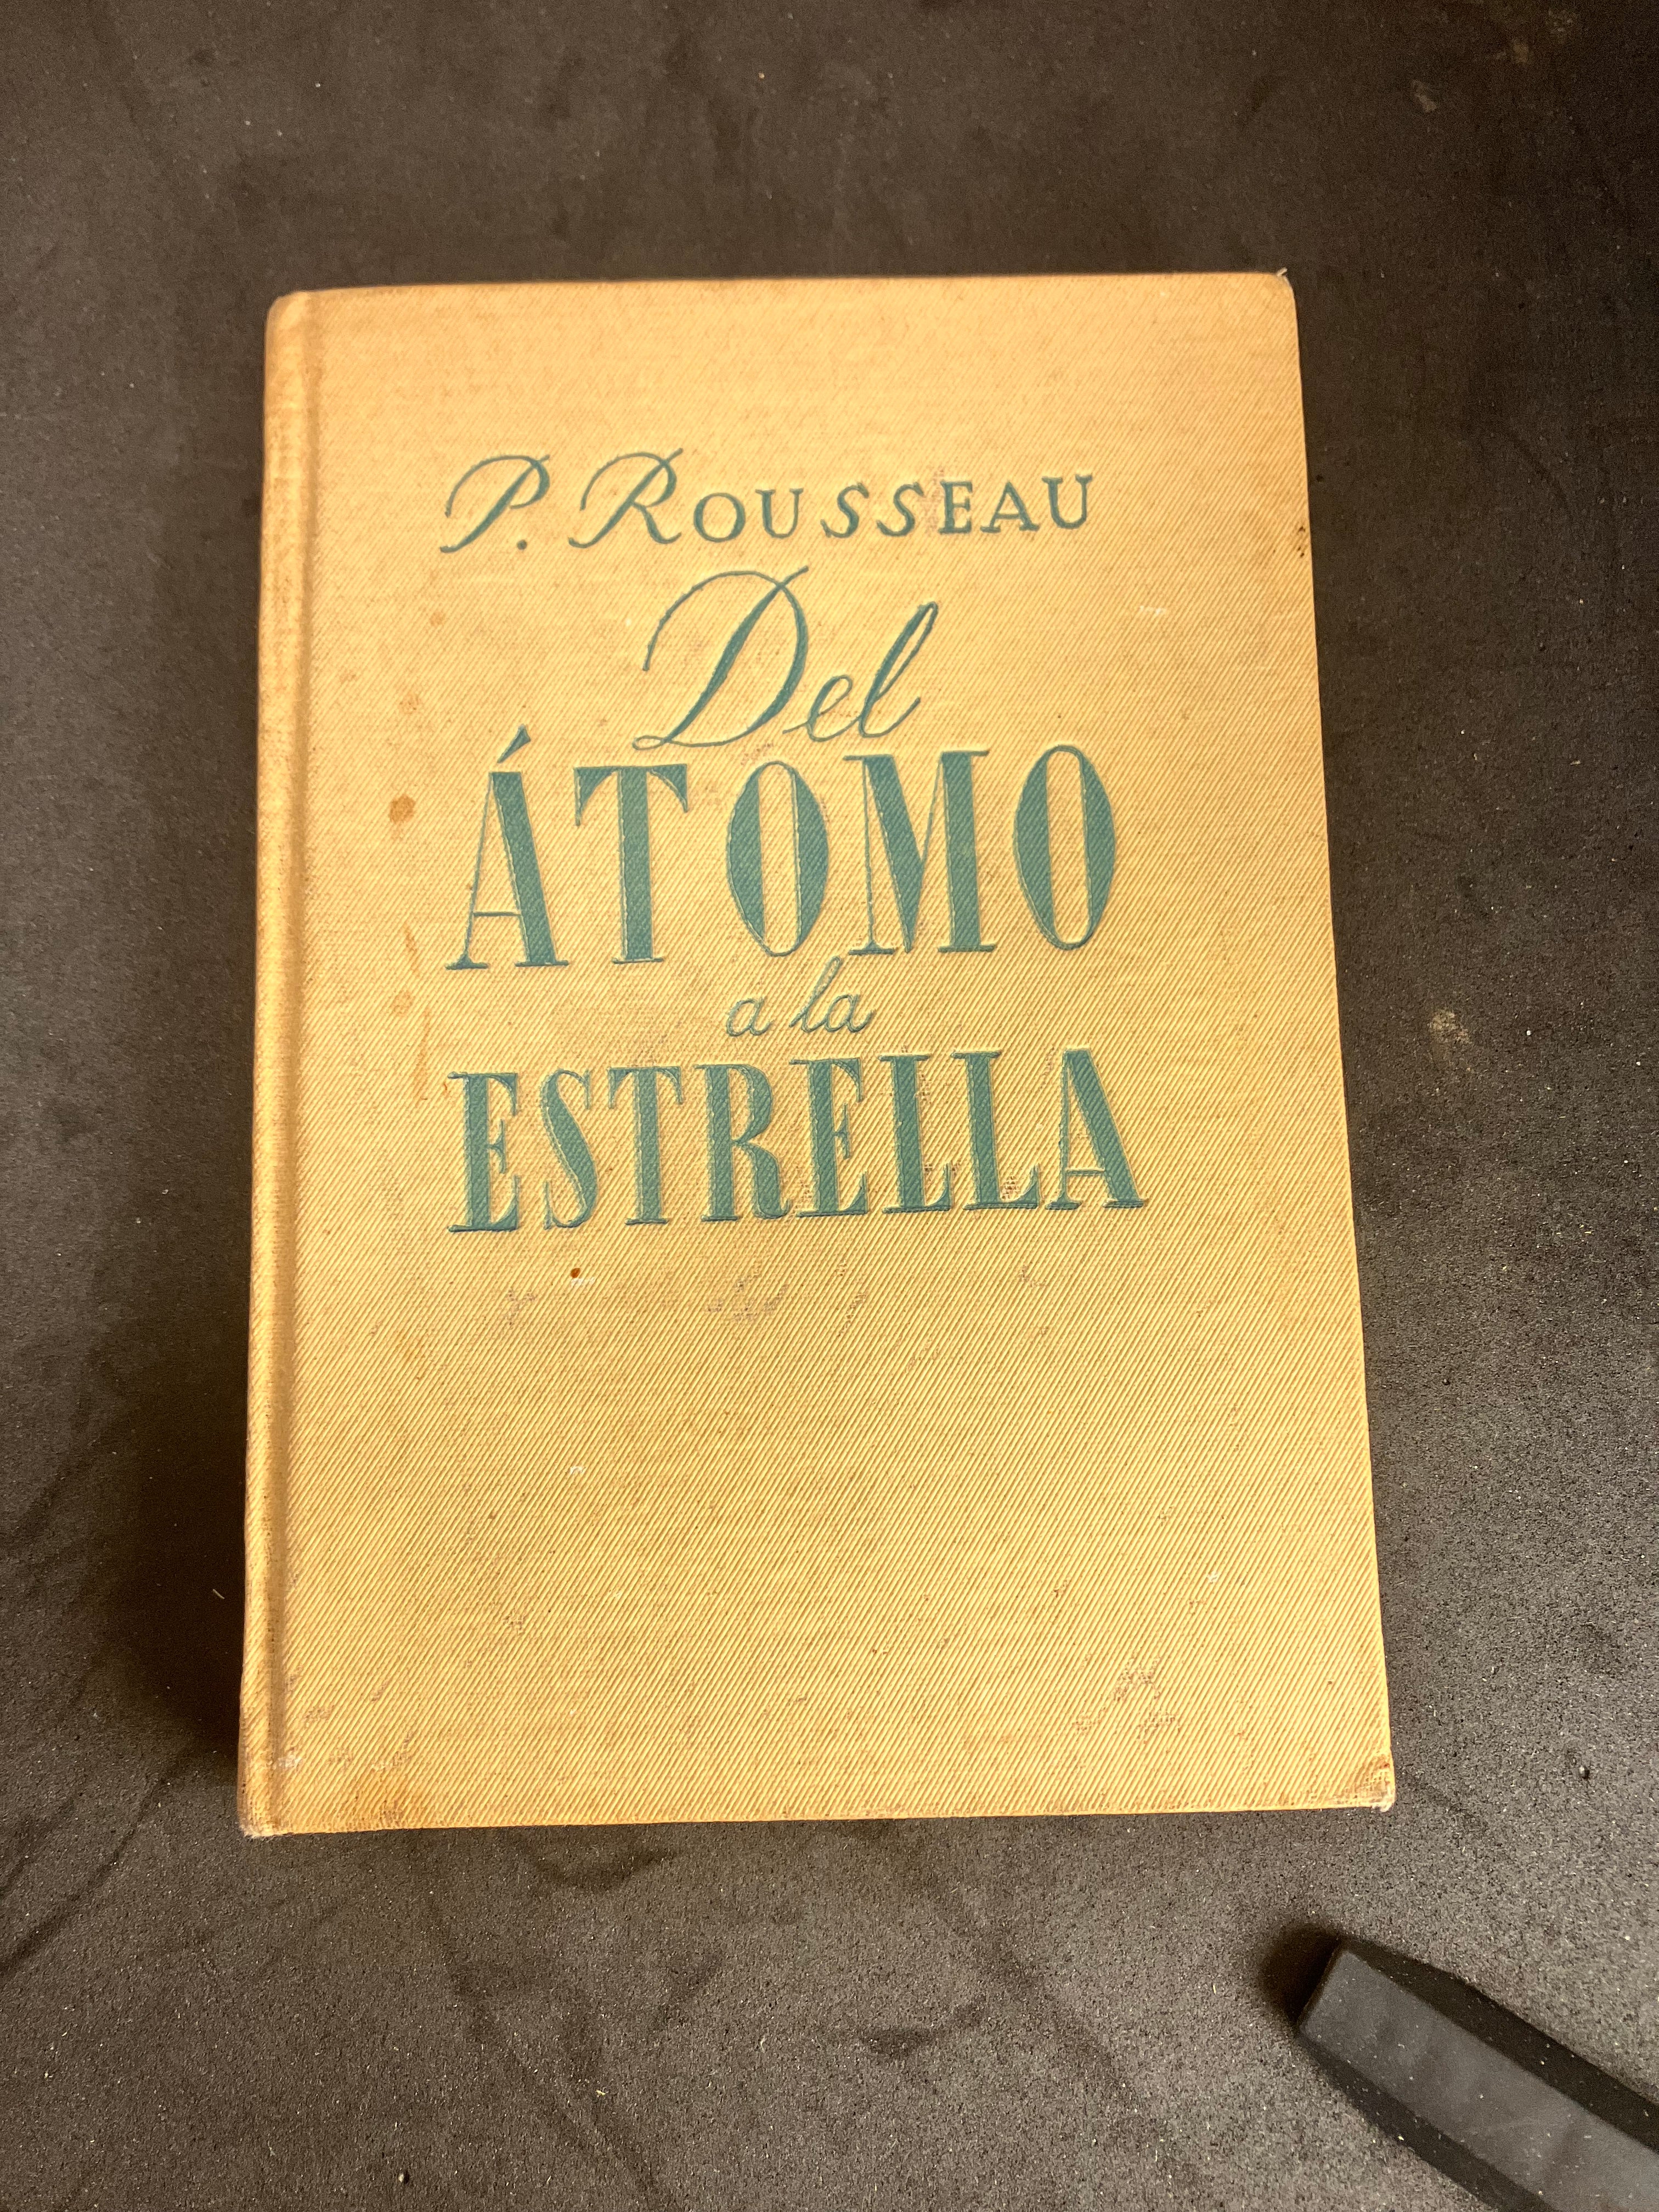 P. ROUSSEAU
Del
ÁTOMO
a la
ESTRELLA